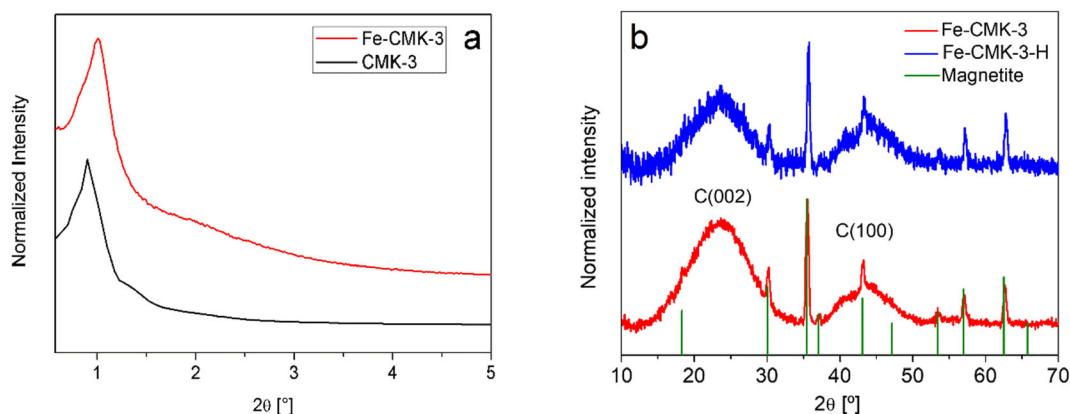 a
Fe-CMK-3
CMK-3
Normalized Intensity
1 2 3 4 5
2θ [°]
b
Fe-CMK-3
Fe-CMK-3-H
Magnetite
C(002)
C(100)
Normalized intensity
10 20 30 40 50 60 70
2θ [º]